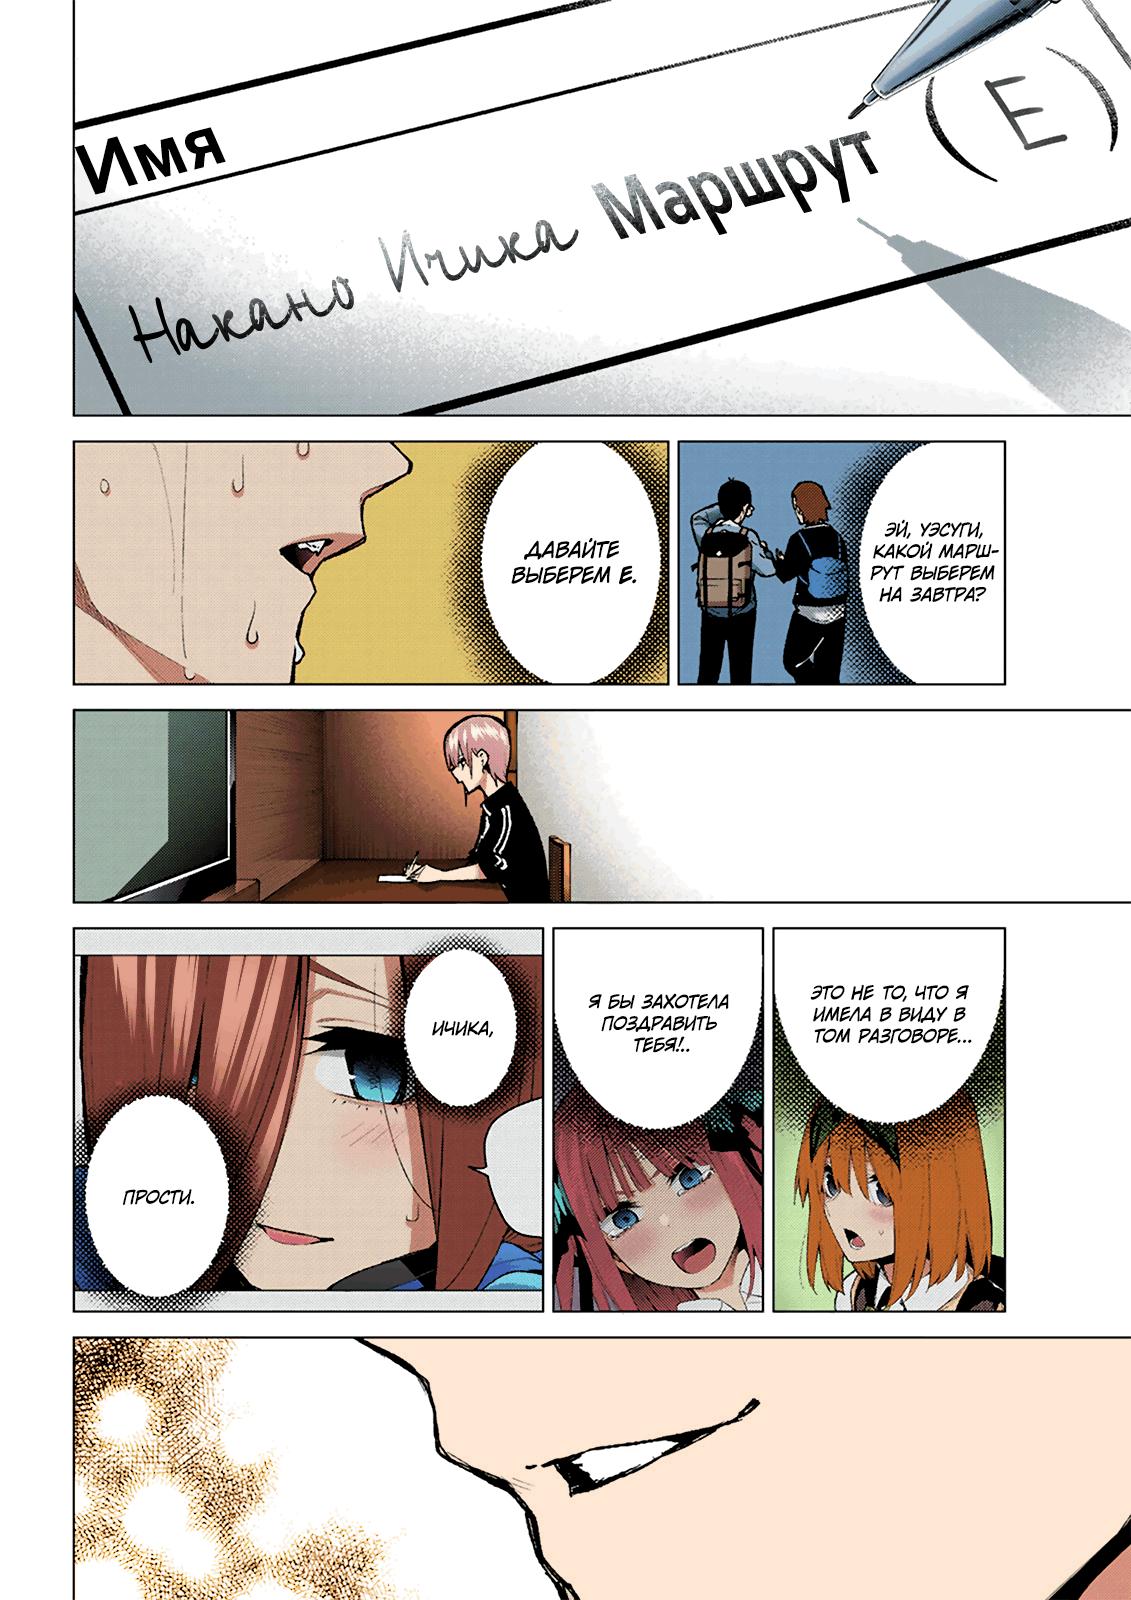 Имя
Накано Ичика Маршрут (E)
ЭЙ, УЭСУГИ,
КАКОЙ МАРШ-
РУТ ВЫБЕРЕМ
НА ЗАВТРА?
ДАВАЙТЕ
ВЫБЕРЕМ E.
ЭТО НЕ ТО, ЧТО Я
ИМЕЛА В ВИДУ В
ТОМ РАЗГОВОРЕ...
Я БЫ ЗАХОТЕЛА
ПОЗДРАВИТЬ
ТЕБЯ!..
ИЧИКА,
ПРОСТИ.